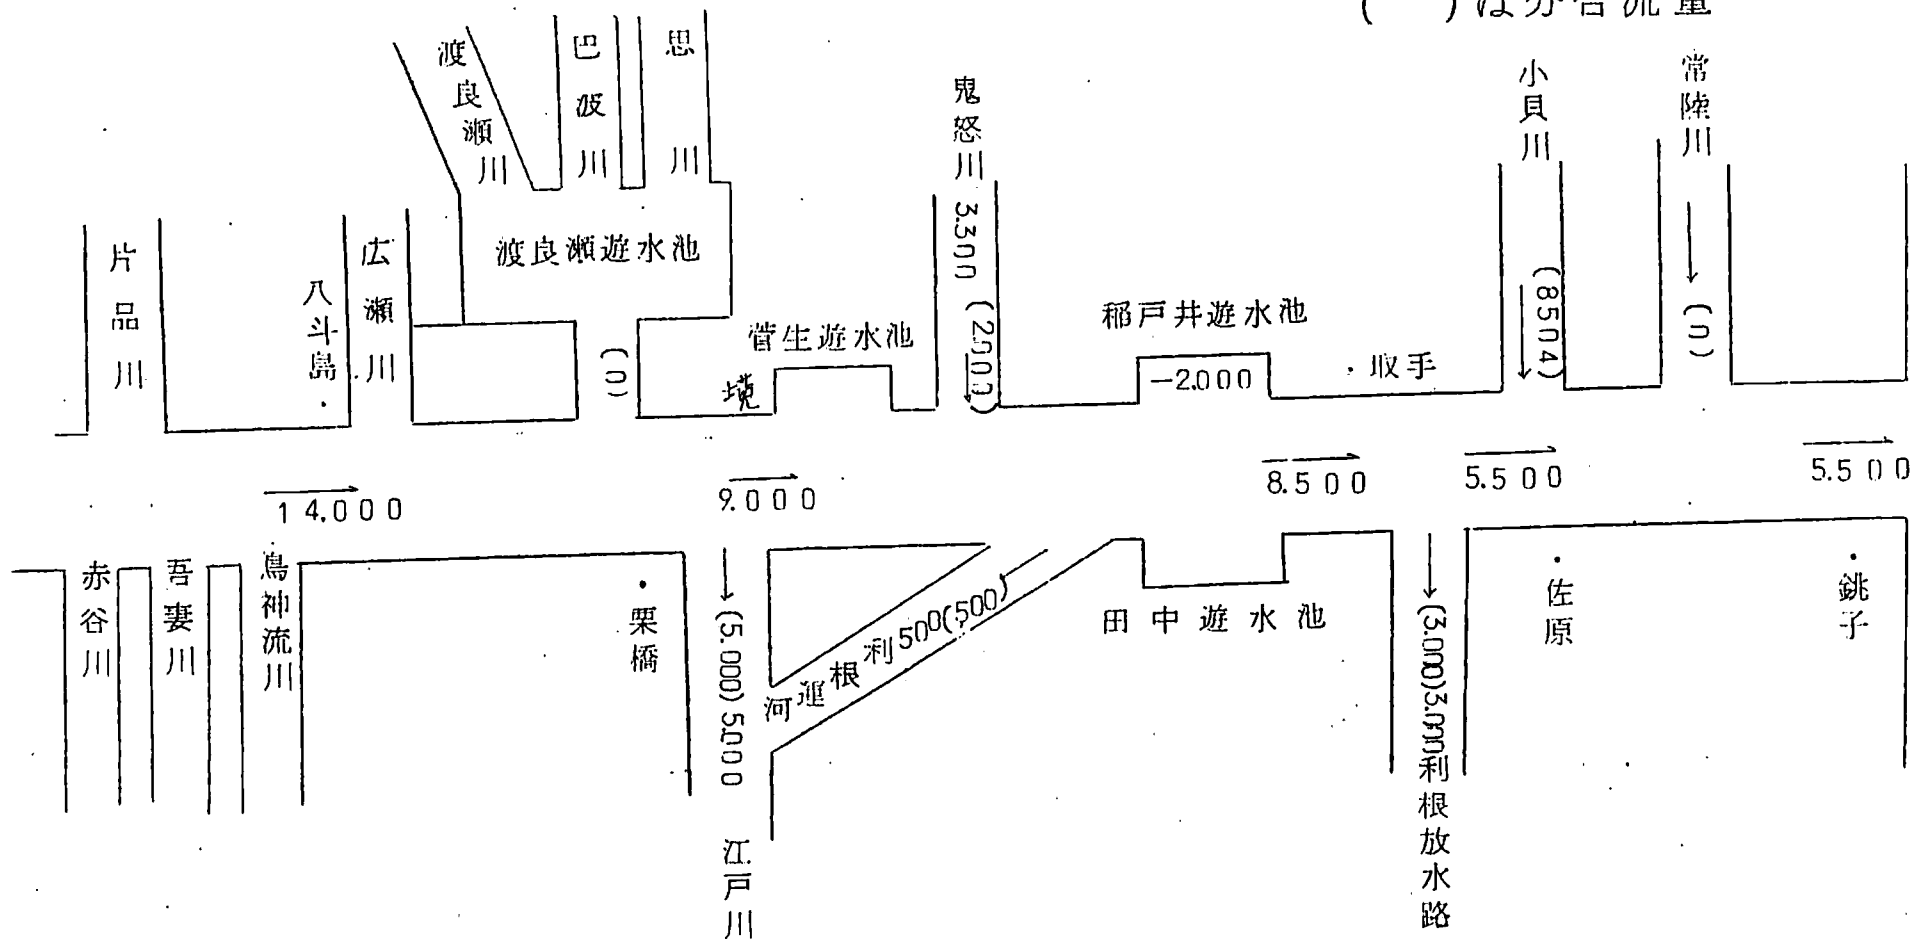 ( )は分合流量
渡良瀬川
巴波川
思川
鬼怒川 3.300 (2.000)
小貝川
(8504)
常陸川
(0)
片品川
八斗島
広瀬川
渡良瀬遊水池
(0)
境
菅生遊水池
稲戸井遊水池
-2.000
取手
14.000
9.000
8.500
5.500
5.500
赤谷川
吾妻川
烏神流川
栗橋
(5.000)5.000
江戸川
利根運河 500(500)
田中遊水池
(3.000)3.000利根放水路
佐原
銚子